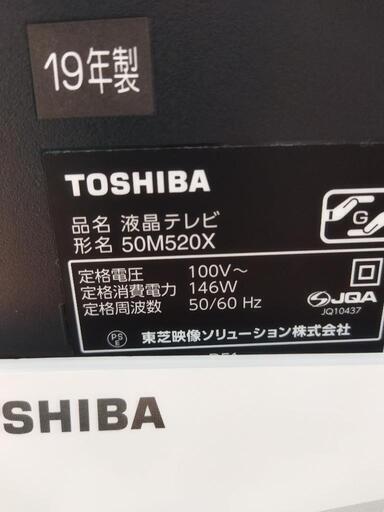 19年製
TOSHIBA
品名 液晶テレビ
形名 50M520X
定格電圧 100V～
定格消費電力 146W
定格周波数 50/60 Hz
G
JQA
JQ10437
PS
E
東芝映像ソリューション株式会社
SHIBA